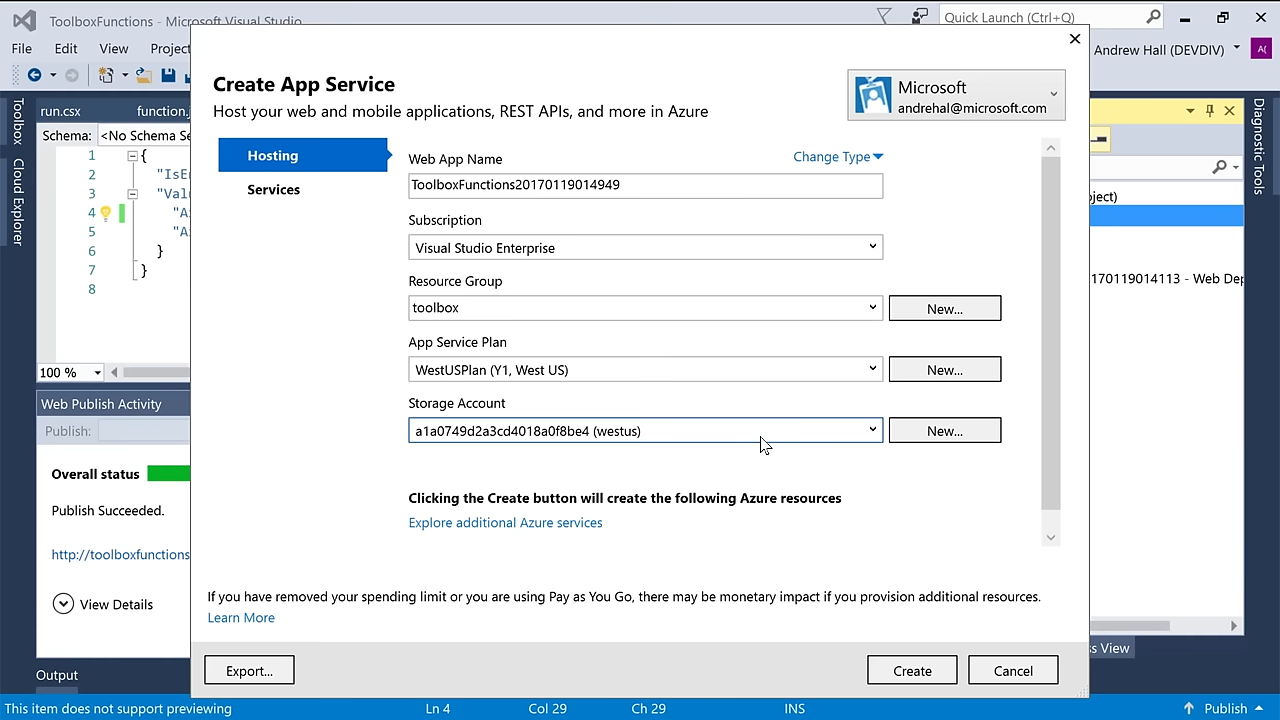 ToolboxFunctions - Microsoft Visual Studio
Quick Launch (Ctrl+Q)
File Edit View Project
Andrew Hall (DEVDIV)
A(
Toolbox
Cloud Explorer
Diagnostic Tools
run.csx function.j
Schema: <No Schema Se
1 {
2 "IsEn
3 "Valu
4 "A
5 "A
6 }
7 }
8
100 %
ject)
170119014113 - Web Dep
Web Publish Activity
Publish:
Overall status
Publish Succeeded.
http://toolboxfunctions
View Details
Output
s View
Create App Service
Host your web and mobile applications, REST APIs, and more in Azure
Microsoft
andrehal@microsoft.com
Hosting
Services
Web App Name
Change Type
ToolboxFunctions20170119014949
Subscription
Visual Studio Enterprise
Resource Group
toolbox
New...
App Service Plan
WestUSPlan (Y1, West US)
New...
Storage Account
a1a0749d2a3cd4018a0f8be4 (westus)
New...
Clicking the Create button will create the following Azure resources
Explore additional Azure services
If you have removed your spending limit or you are using Pay as You Go, there may be monetary impact if you provision additional resources.
Learn More
Export...
Create
Cancel
This item does not support previewing
Ln 4
Col 29
Ch 29
INS
Publish